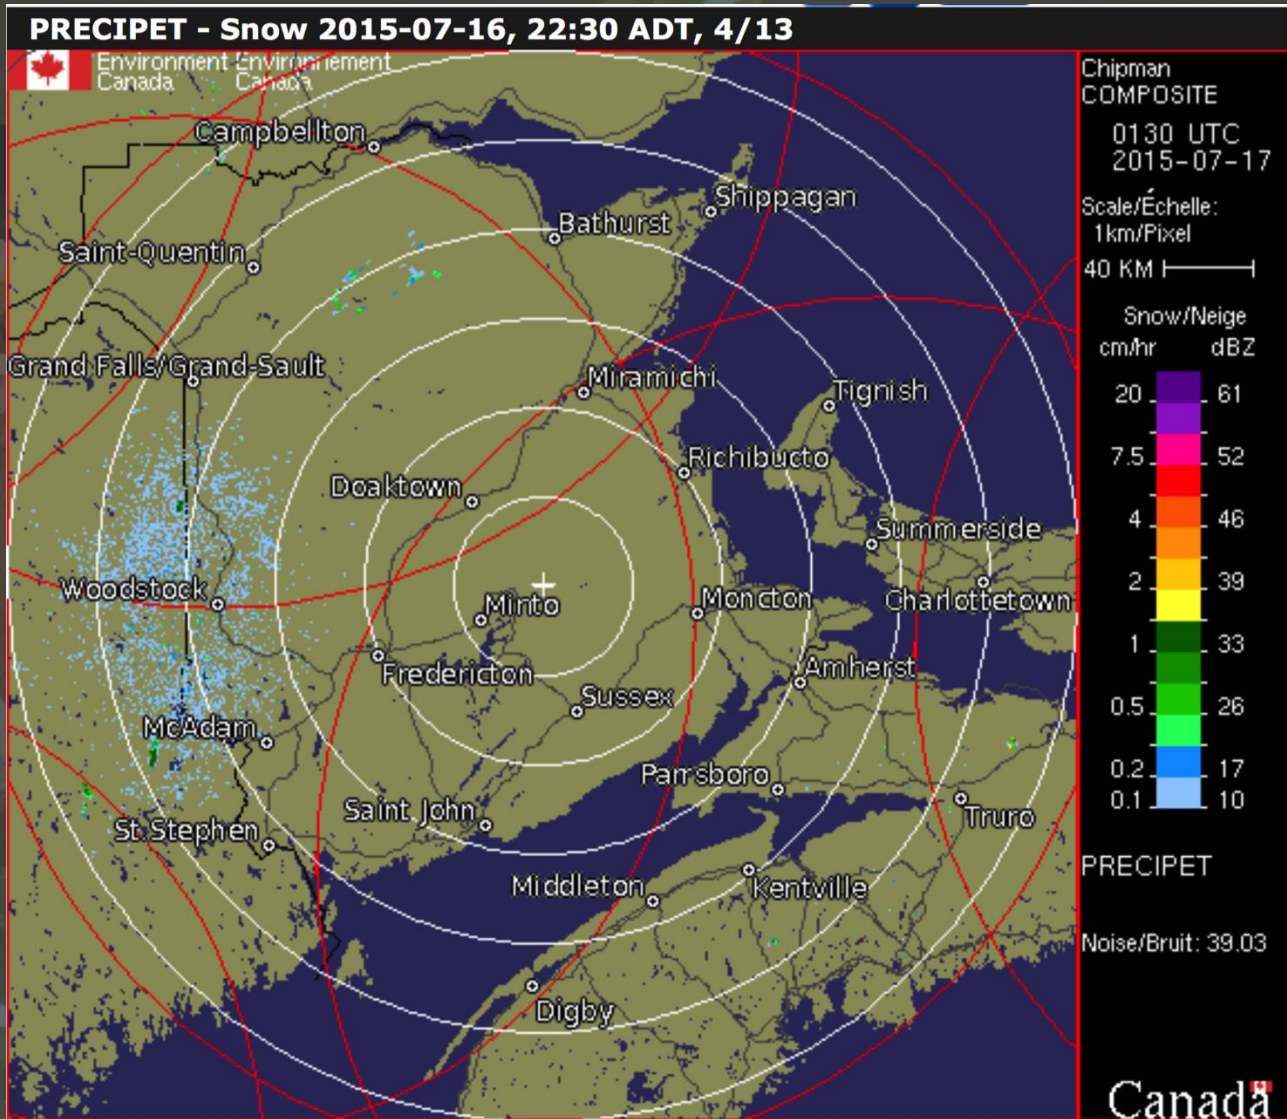 PRECIPET - Snow 2015-07-16, 22:30 ADT, 4/13
Environment Environnement
Canada Canada
Campbellton
Shippagan
Bathurst
Saint-Quentin
Grand Falls/Grand-Sault
Miramichi
Tignish
Richibucto
Doaktown
Summerside
Woodstock
Minto
Moncton
Charlottetown
Fredericton
Amherst
Sussex
McAdam
Parrsboro
Saint John
Truro
St.Stephen
Middleton
Kentville
Digby
Chipman
COMPOSITE
0130 UTC
2015-07-17
Scale/Échelle:
1km/Pixel
40 KM
Snow/Neige
cm/hr dBZ
20 61
7.5 52
4 46
2 39
1 33
0.5 26
0.2 17
0.1 10
PRECIPET
Noise/Bruit: 39.03
Canada